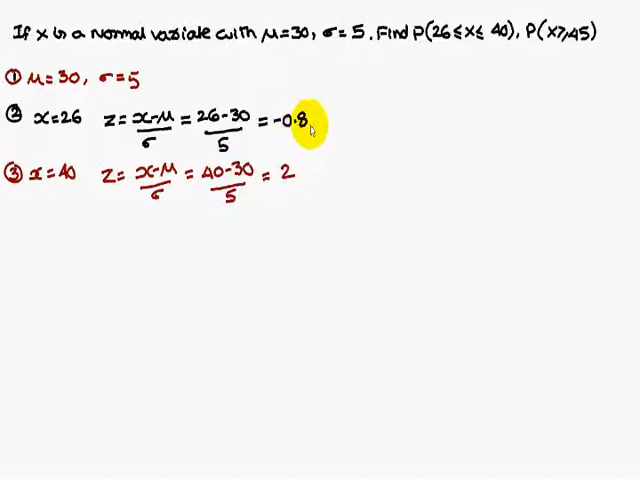 If x is a normal variate with μ=30, σ=5. Find P(26≤x≤40), P(x≥45)
① μ=30, σ=5
② x=26 z=x-μ/σ = 26-30/5 = -0.8
③ x=40 z=x-μ/σ = 40-30/5 = 2